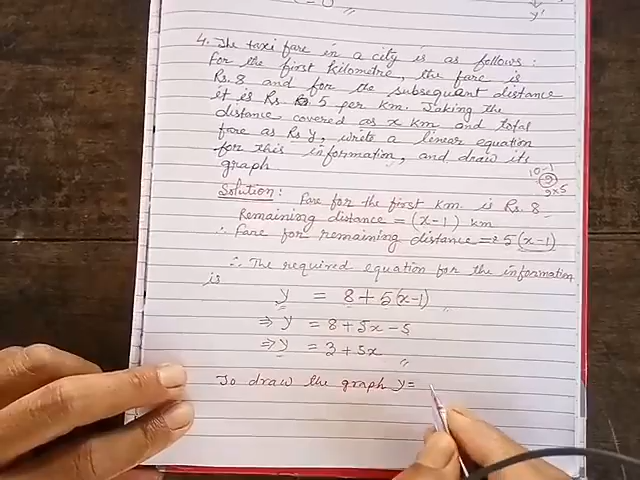 y'
4. The taxi fare in a city is as follows:
For the first kilometre, the fare is
Rs. 8 and for the subsequent distance
it is Rs. 5 per km. Taking the
distance covered as x km and total
fare as Rs y, write a linear equation
for this information, and draw its
graph
10-1
9
9x5
Solution: Fare for the first km is Rs. 8
Remaining distance = (x-1) km
∴ Fare for remaining distance = 5(x-1)
∴ The required equation for the information
is
y = 8+5(x-1)
⇒ y = 8+5x-5
⇒ y = 3+5x
To draw the graph y=